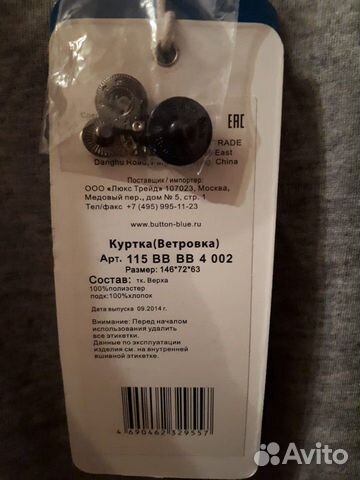 EAC
RADE
East
Danghu Road, China
Поставщик / импортер:
ООО «Люкс Трейд» 107023, Москва,
Медовый пер., дом № 5, стр. 1
Тел/факс +7 (495) 995-11-23
www.button-blue.ru
Куртка(Ветровка)
Арт. 115 BB BB 4 002
Размер: 146*72*63
Состав: тк. Верха
100%полиэстер
подк:100%хлопок
Дата выпуска 09.2014 г.
Внимание: Перед началом
использования удалить
все этикетки.
Данные по эксплуатации
изделия см. на внутренней
вшивной этикетке.
4 690462 329557
Avito